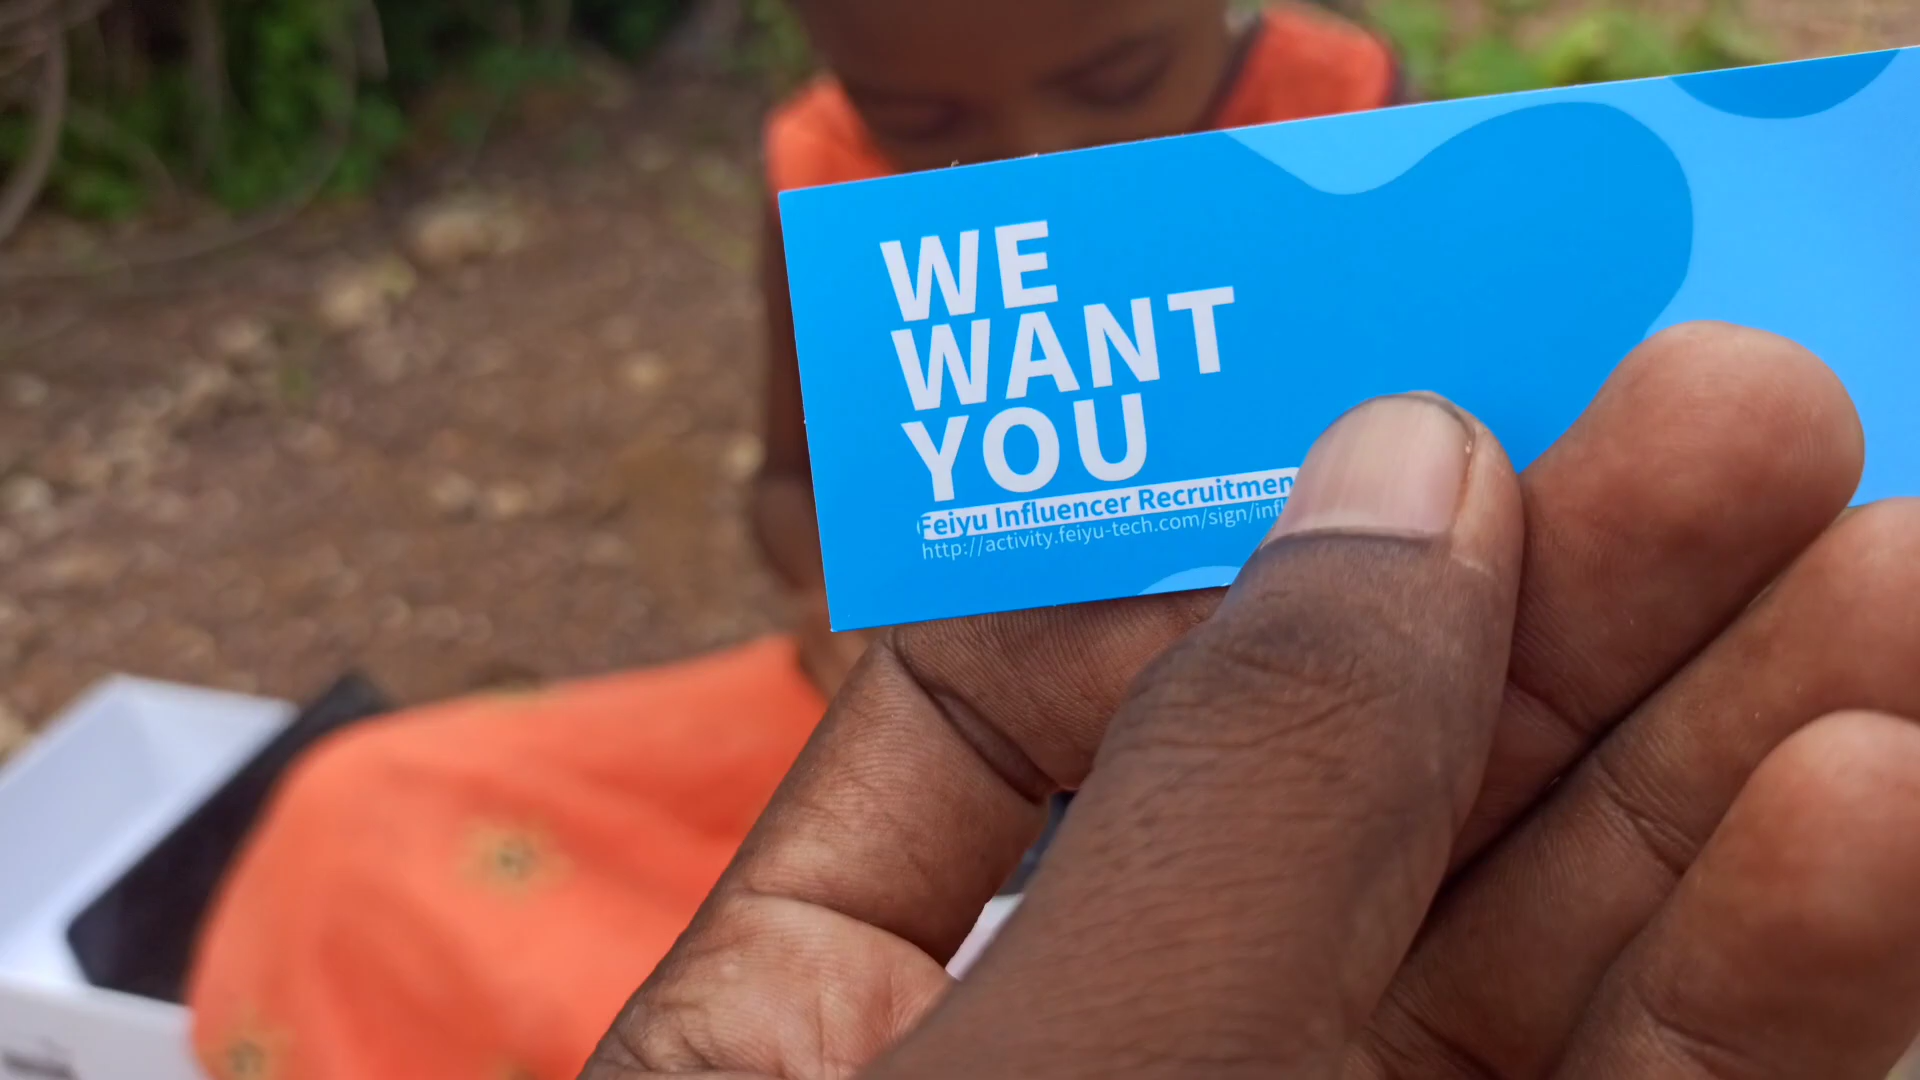 WE
WANT
YOU
Feiyu Influencer Recruitmen
http://activity.feiyu-tech.com/sign/infl